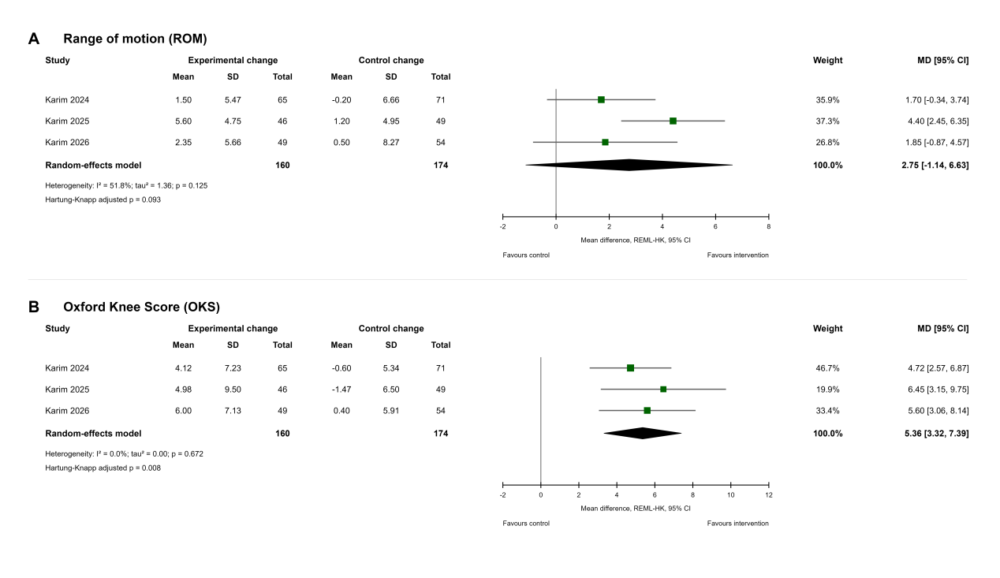 A Range of motion (ROM)
Study Experimental change Control change Weight MD [95% CI]
Mean SD Total Mean SD Total
Karim 2024 1.50 5.47 65 -0.20 6.66 71 35.9% 1.70 [-0.34, 3.74]
Karim 2025 5.60 4.75 46 1.20 4.95 49 37.3% 4.40 [2.45, 6.35]
Karim 2026 2.35 5.66 49 0.50 8.27 54 26.8% 1.85 [-0.87, 4.57]
Random-effects model 160 174 100.0% 2.75 [-1.14, 6.63]
Heterogeneity: I² = 51.8%; tau² = 1.36; p = 0.125
Hartung-Knapp adjusted p = 0.093
-2 0 2 4 6 8
Mean difference, REML-HK, 95% CI
Favours control Favours intervention
B Oxford Knee Score (OKS)
Study Experimental change Control change Weight MD [95% CI]
Mean SD Total Mean SD Total
Karim 2024 4.12 7.23 65 -0.60 5.34 71 46.7% 4.72 [2.57, 6.87]
Karim 2025 4.98 9.50 46 -1.47 6.50 49 19.9% 6.45 [3.15, 9.75]
Karim 2026 6.00 7.13 49 0.40 5.91 54 33.4% 5.60 [3.06, 8.14]
Random-effects model 160 174 100.0% 5.36 [3.32, 7.39]
Heterogeneity: I² = 0.0%; tau² = 0.00; p = 0.672
Hartung-Knapp adjusted p = 0.008
-2 0 2 4 6 8 10 12
Mean difference, REML-HK, 95% CI
Favours control Favours intervention